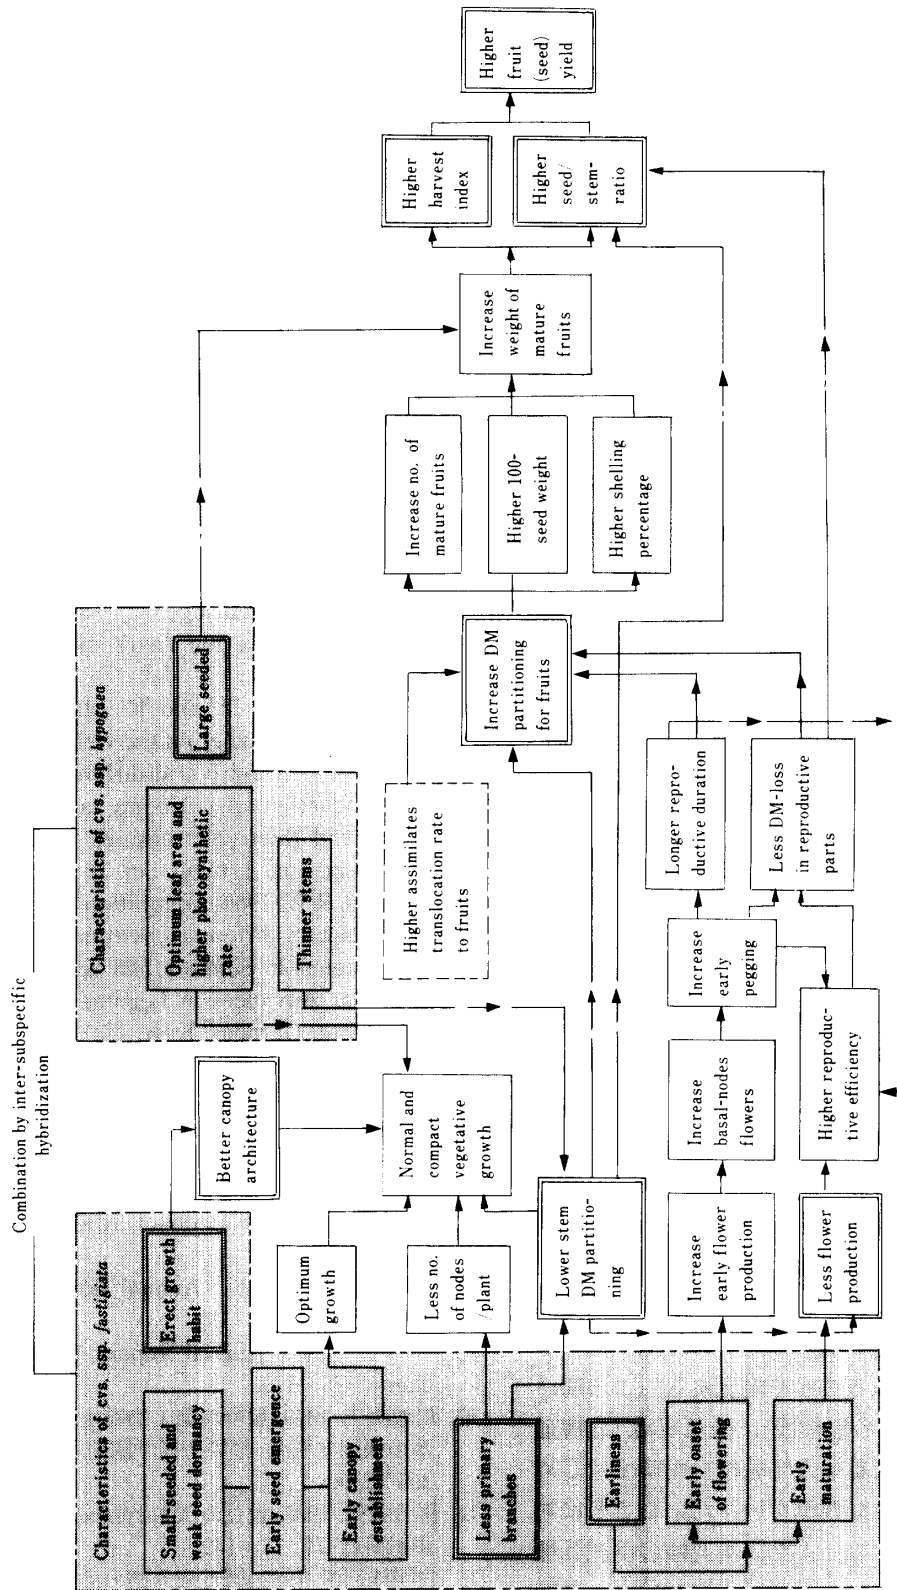 Combination by inter-subspecific
hybridization
Characteristics of cvs. ssp. fastigiata
Small-seeded and
weak seed dormancy
Erect growth
habit
Early seed emergence
Early canopy
establishment
Less primary
branches
Earliness
Early onset
of flowering
Early
maturation
Better canopy
architecture
Optimum
growth
Less no.
of nodes
/plant
Normal and
compact
vegetative
growth
Lower stem
DM partitio-
ning
Increase
early flower
production
Increase
basal-nodes
flowers
Increase
early
pegging
Less flower
production
Higher reproduc-
tive efficiency
Characteristics of cvs. ssp. hypogaea
Optimum leaf area and
higher photosynthetic
rate
Large seeded
Thinner stems
Higher assimilates
translocation rate
to fruits
Increase DM
partitioning
for fruits
Longer repro-
ductive duration
Less DM-loss
in reproductive
parts
Increase no. of
mature fruits
Higher 100-
seed weight
Higher shelling
percentage
Increase
weight of
mature
fruits
Higher
harvest
index
Higher
seed/
stem-
ratio
Higher
fruit
(seed)
yield